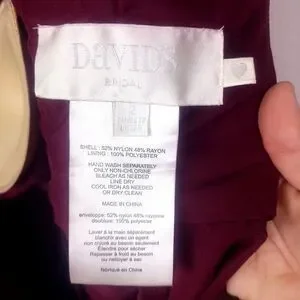 DAVID'S
BRIDAL
SHELL: 52% NYLON 48% RAYON
LINING: 100% POLYESTER
HAND WASH SEPARATELY
ONLY NON-CHLORINE
BLEACH AS NEEDED
LINE DRY
COOL IRON AS NEEDED
OR DRY CLEAN
MADE IN CHINA
enveloppe: 52% nylon 48% rayonne
doublure: 100% polyester
Laver à la main séparément
blanchir avec un agent
non chloré au besoin seulement
Étendre pour sécher
Repasser à froid au besoin
ou nettoyer à sec
fabriqué en Chine